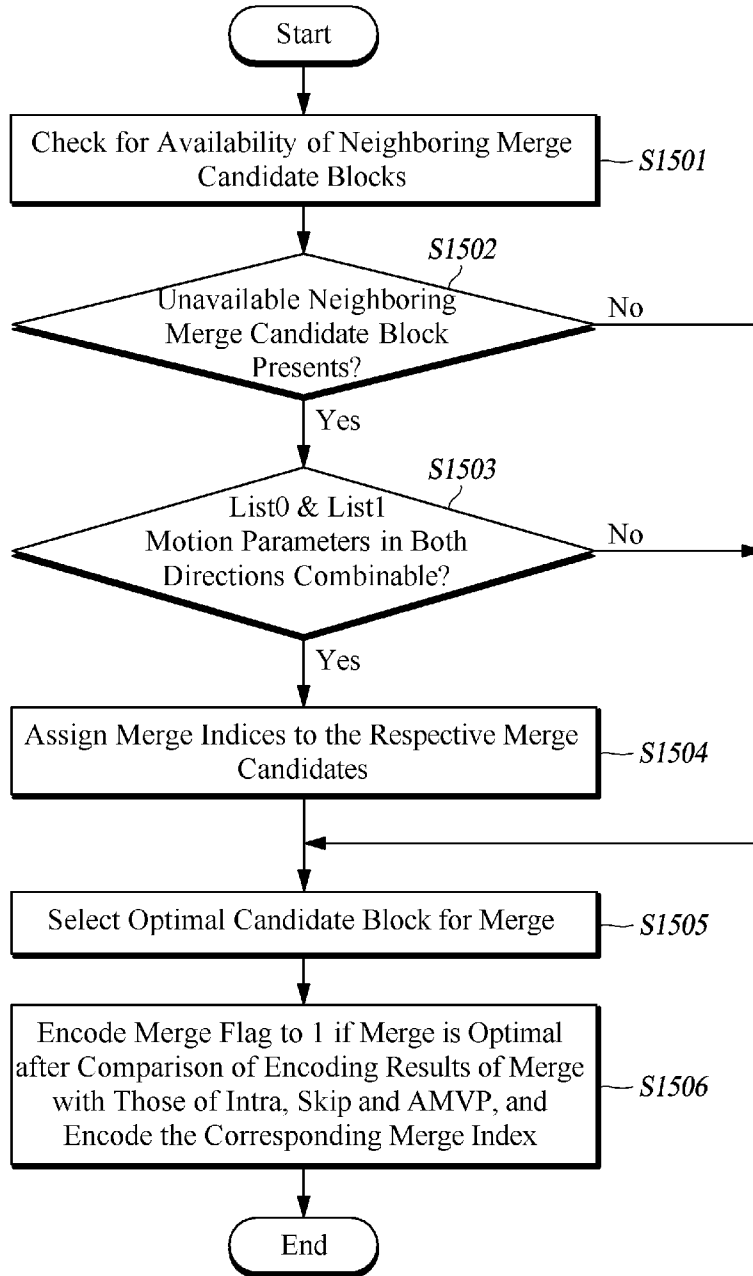 Start
Check for Availability of Neighboring Merge
Candidate Blocks
S1501
S1502
Unavailable Neighboring
Merge Candidate Block
Presents?
No
Yes
S1503
List0 & List1
Motion Parameters in Both
Directions Combinable?
No
Yes
Assign Merge Indices to the Respective Merge
Candidates
S1504
Select Optimal Candidate Block for Merge
S1505
Encode Merge Flag to 1 if Merge is Optimal
after Comparison of Encoding Results of Merge
with Those of Intra, Skip and AMVP, and
Encode the Corresponding Merge Index
S1506
End